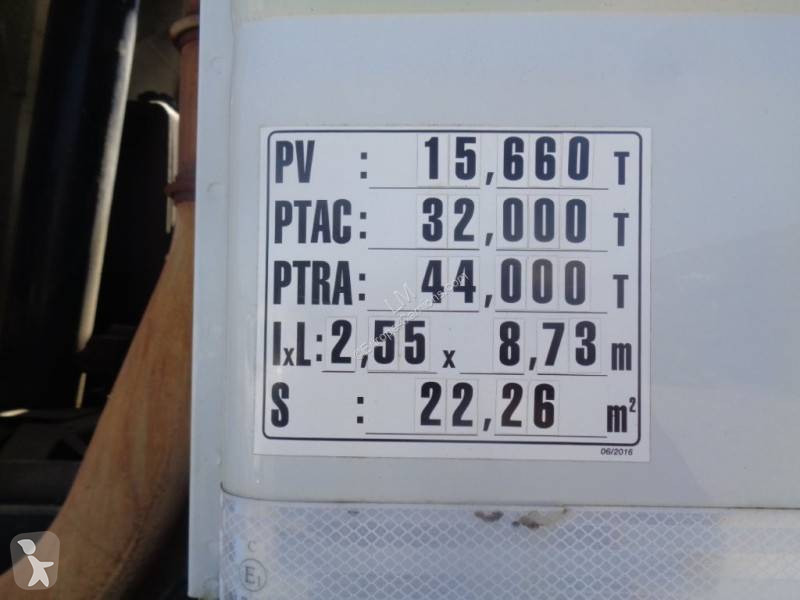 PV : 15,660 T
PTAC: 32,000 T
PTRA: 44,000 T
lxL: 2,55 x 8,73 m
S : 22,26 m²
06/2016
C
E1